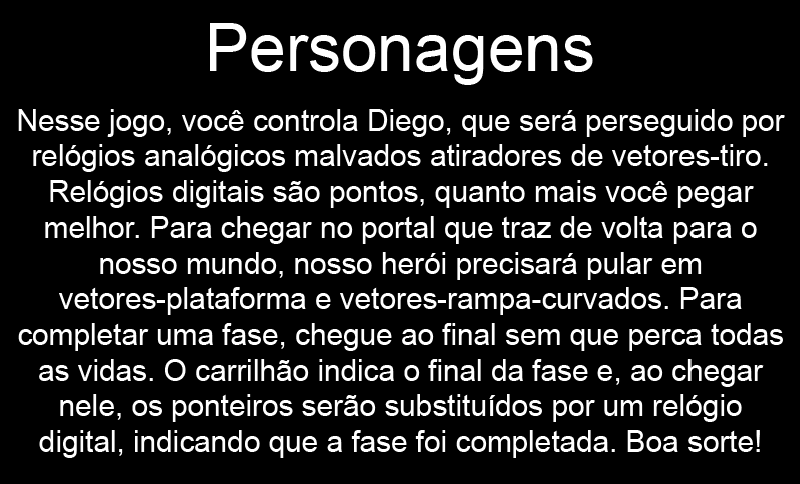 Personagens
Nesse jogo, você controla Diego, que será perseguido por
relógios analógicos malvados atiradores de vetores-tiro.
Relógios digitais são pontos, quanto mais você pegar
melhor. Para chegar no portal que traz de volta para o
nosso mundo, nosso herói precisará pular em
vetores-plataforma e vetores-rampa-curvados. Para
completar uma fase, chegue ao final sem que perca todas
as vidas. O carrilhão indica o final da fase e, ao chegar
nele, os ponteiros serão substituídos por um relógio
digital, indicando que a fase foi completada. Boa sorte!